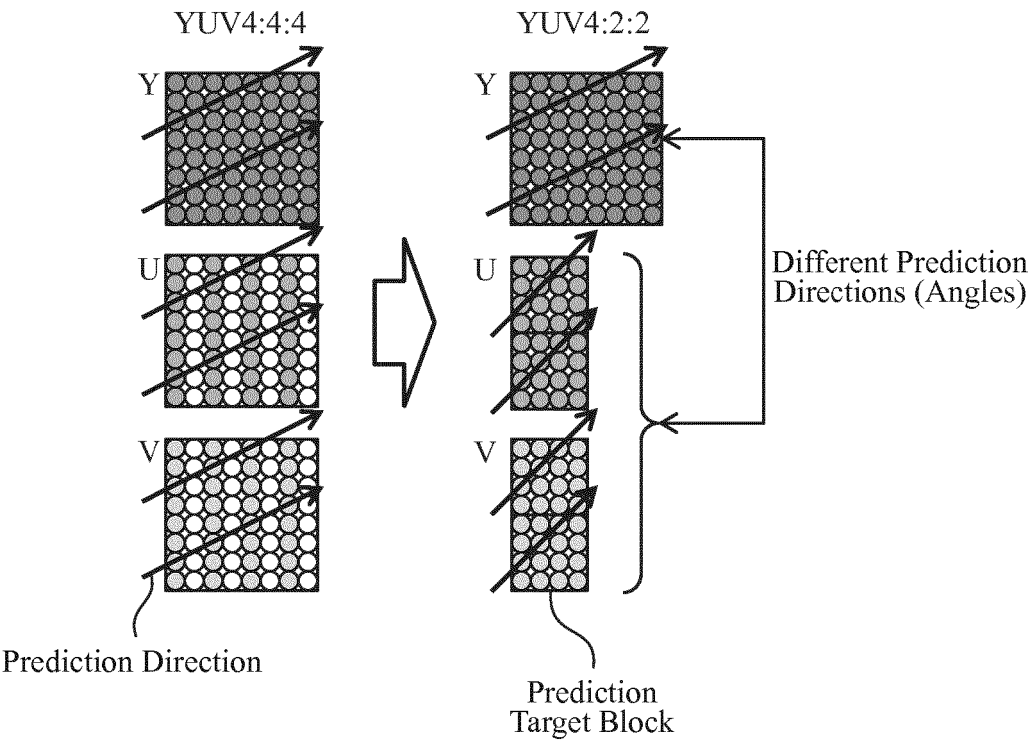 YUV4:4:4
YUV4:2:2
Y
Y
U
U
Different Prediction
Directions (Angles)
V
V
Prediction Direction
Prediction
Target Block